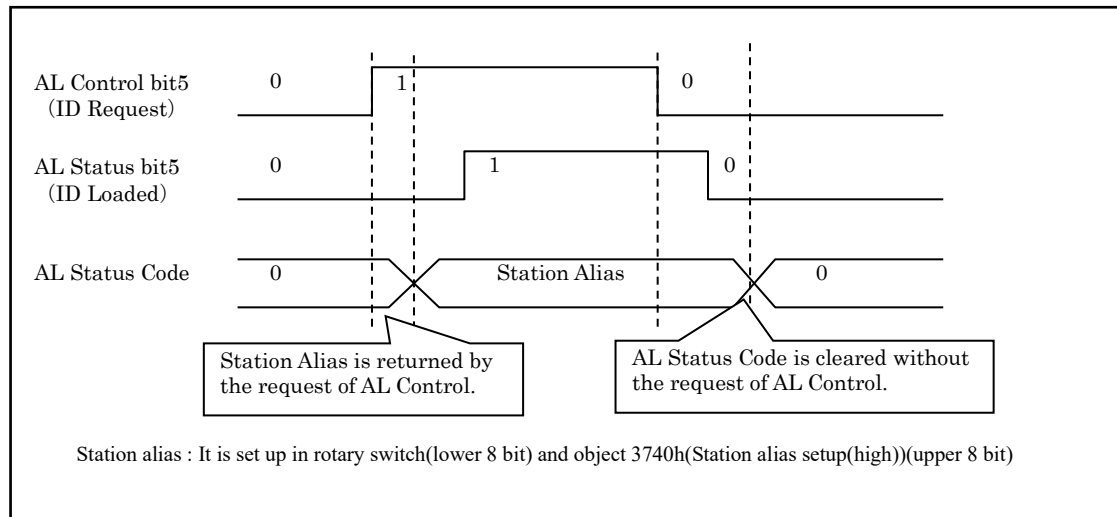 AL Control bit5
（ID Request）
0
1
0
AL Status bit5
（ID Loaded）
0
1
0
AL Status Code
0
Station Alias
0
Station Alias is returned by
the request of AL Control.
AL Status Code is cleared without
the request of AL Control.
Station alias : It is set up in rotary switch(lower 8 bit) and object 3740h(Station alias setup(high))(upper 8 bit)